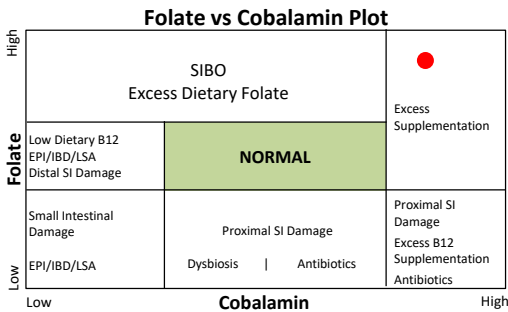 Folate vs Cobalamin Plot
High
SIBO
Excess Dietary Folate
Excess
Supplementation
Folate
Low Dietary B12
EPI/IBD/LSA
Distal SI Damage
NORMAL
Small Intestinal
Damage
EPI/IBD/LSA
Proximal SI Damage
Dysbiosis | Antibiotics
Proximal SI
Damage
Excess B12
Supplementation
Antibiotics
Low
Low
Cobalamin
High